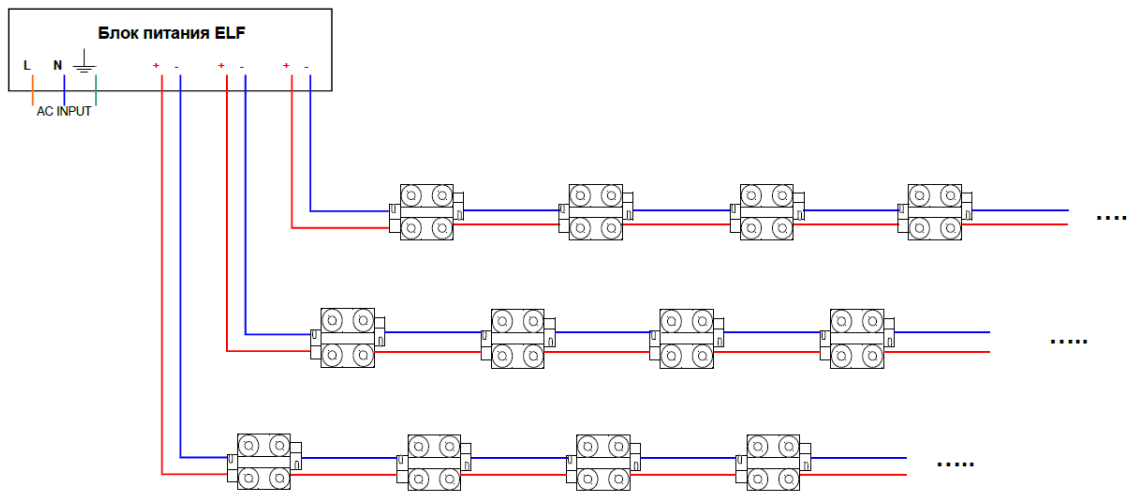 Блок питания ELF
L N + - + - + -
AC INPUT
....
.....
.....